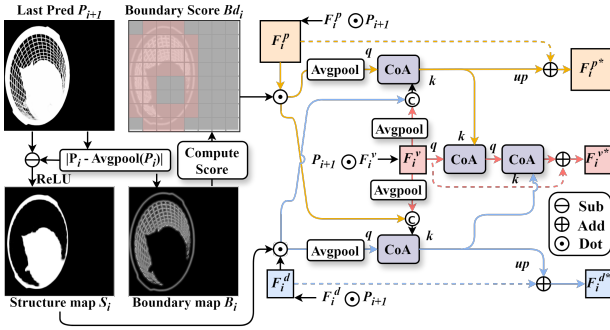 Last Pred P_{i+1}
Boundary Score Bd_i
F_i^p ⊙ P_{i+1}
F_i^p
q
Avgpool
CoA
k
up
F_i^{p*}
C
|P_i - Avgpool(P_i)|
ReLU
Compute
Score
Avgpool
P_{i+1} ⊙ F_i^v
F_i^v
q
k
CoA
q
CoA
k
F_i^{v*}
Avgpool
C
Sub
Add
Dot
q
Avgpool
CoA
k
up
F_i^d
F_i^{d*}
F_i^d ⊙ P_{i+1}
Structure map S_i
Boundary map B_i